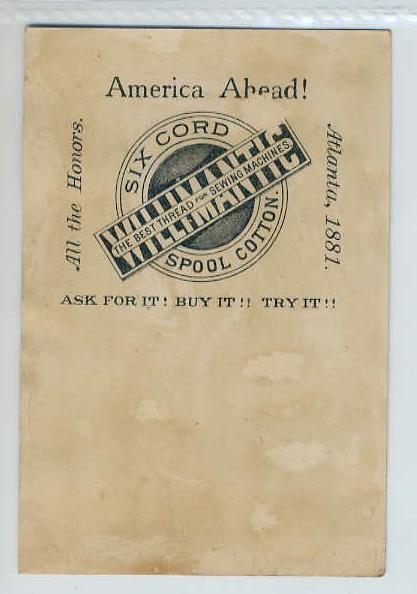 America Ahead!
All the Honors.
SIX CORD
WILLIMANTIC
THE BEST THREAD FOR SEWING MACHINES.
SPOOL COTTON.
Atlanta, 1881.
ASK FOR IT! BUY IT!! TRY IT!!